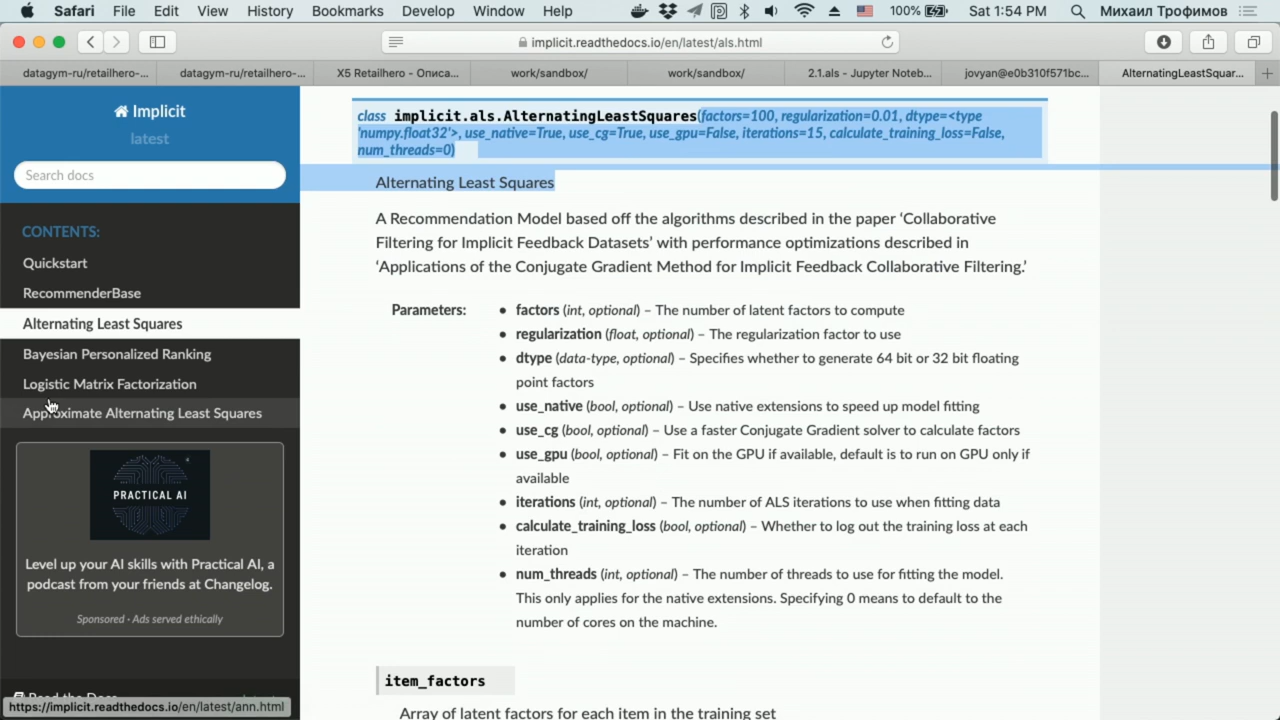 Safari File Edit View History Bookmarks Develop Window Help 100% Sat 1:54 PM Михаил Трофимов
implicit.readthedocs.io/en/latest/als.html
datagym-ru/retailhero-... datagym-ru/retailhero-... X5 Retailhero - Описа... work/sandbox/ work/sandbox/ 2.1.als - Jupyter Noteb... jovyan@e0b310f571bc... AlternatingLeastSquar...
Implicit
latest
Search docs
CONTENTS:
Quickstart
RecommenderBase
Alternating Least Squares
Bayesian Personalized Ranking
Logistic Matrix Factorization
Approximate Alternating Least Squares
PRACTICAL AI
Level up your AI skills with Practical AI, a
podcast from your friends at Changelog.
Sponsored · Ads served ethically
Read the Docs
https://implicit.readthedocs.io/en/latest/ann.html
class implicit.als.AlternatingLeastSquares(factors=100, regularization=0.01, dtype=<type
'numpy.float32'>, use_native=True, use_cg=True, use_gpu=False, iterations=15, calculate_training_loss=False,
num_threads=0)
Alternating Least Squares
A Recommendation Model based off the algorithms described in the paper ‘Collaborative
Filtering for Implicit Feedback Datasets’ with performance optimizations described in
‘Applications of the Conjugate Gradient Method for Implicit Feedback Collaborative Filtering.’
Parameters:
• factors (int, optional) – The number of latent factors to compute
• regularization (float, optional) – The regularization factor to use
• dtype (data-type, optional) – Specifies whether to generate 64 bit or 32 bit floating
point factors
• use_native (bool, optional) – Use native extensions to speed up model fitting
• use_cg (bool, optional) – Use a faster Conjugate Gradient solver to calculate factors
• use_gpu (bool, optional) – Fit on the GPU if available, default is to run on GPU only if
available
• iterations (int, optional) – The number of ALS iterations to use when fitting data
• calculate_training_loss (bool, optional) – Whether to log out the training loss at each
iteration
• num_threads (int, optional) – The number of threads to use for fitting the model.
This only applies for the native extensions. Specifying 0 means to default to the
number of cores on the machine.
item_factors
Array of latent factors for each item in the training set